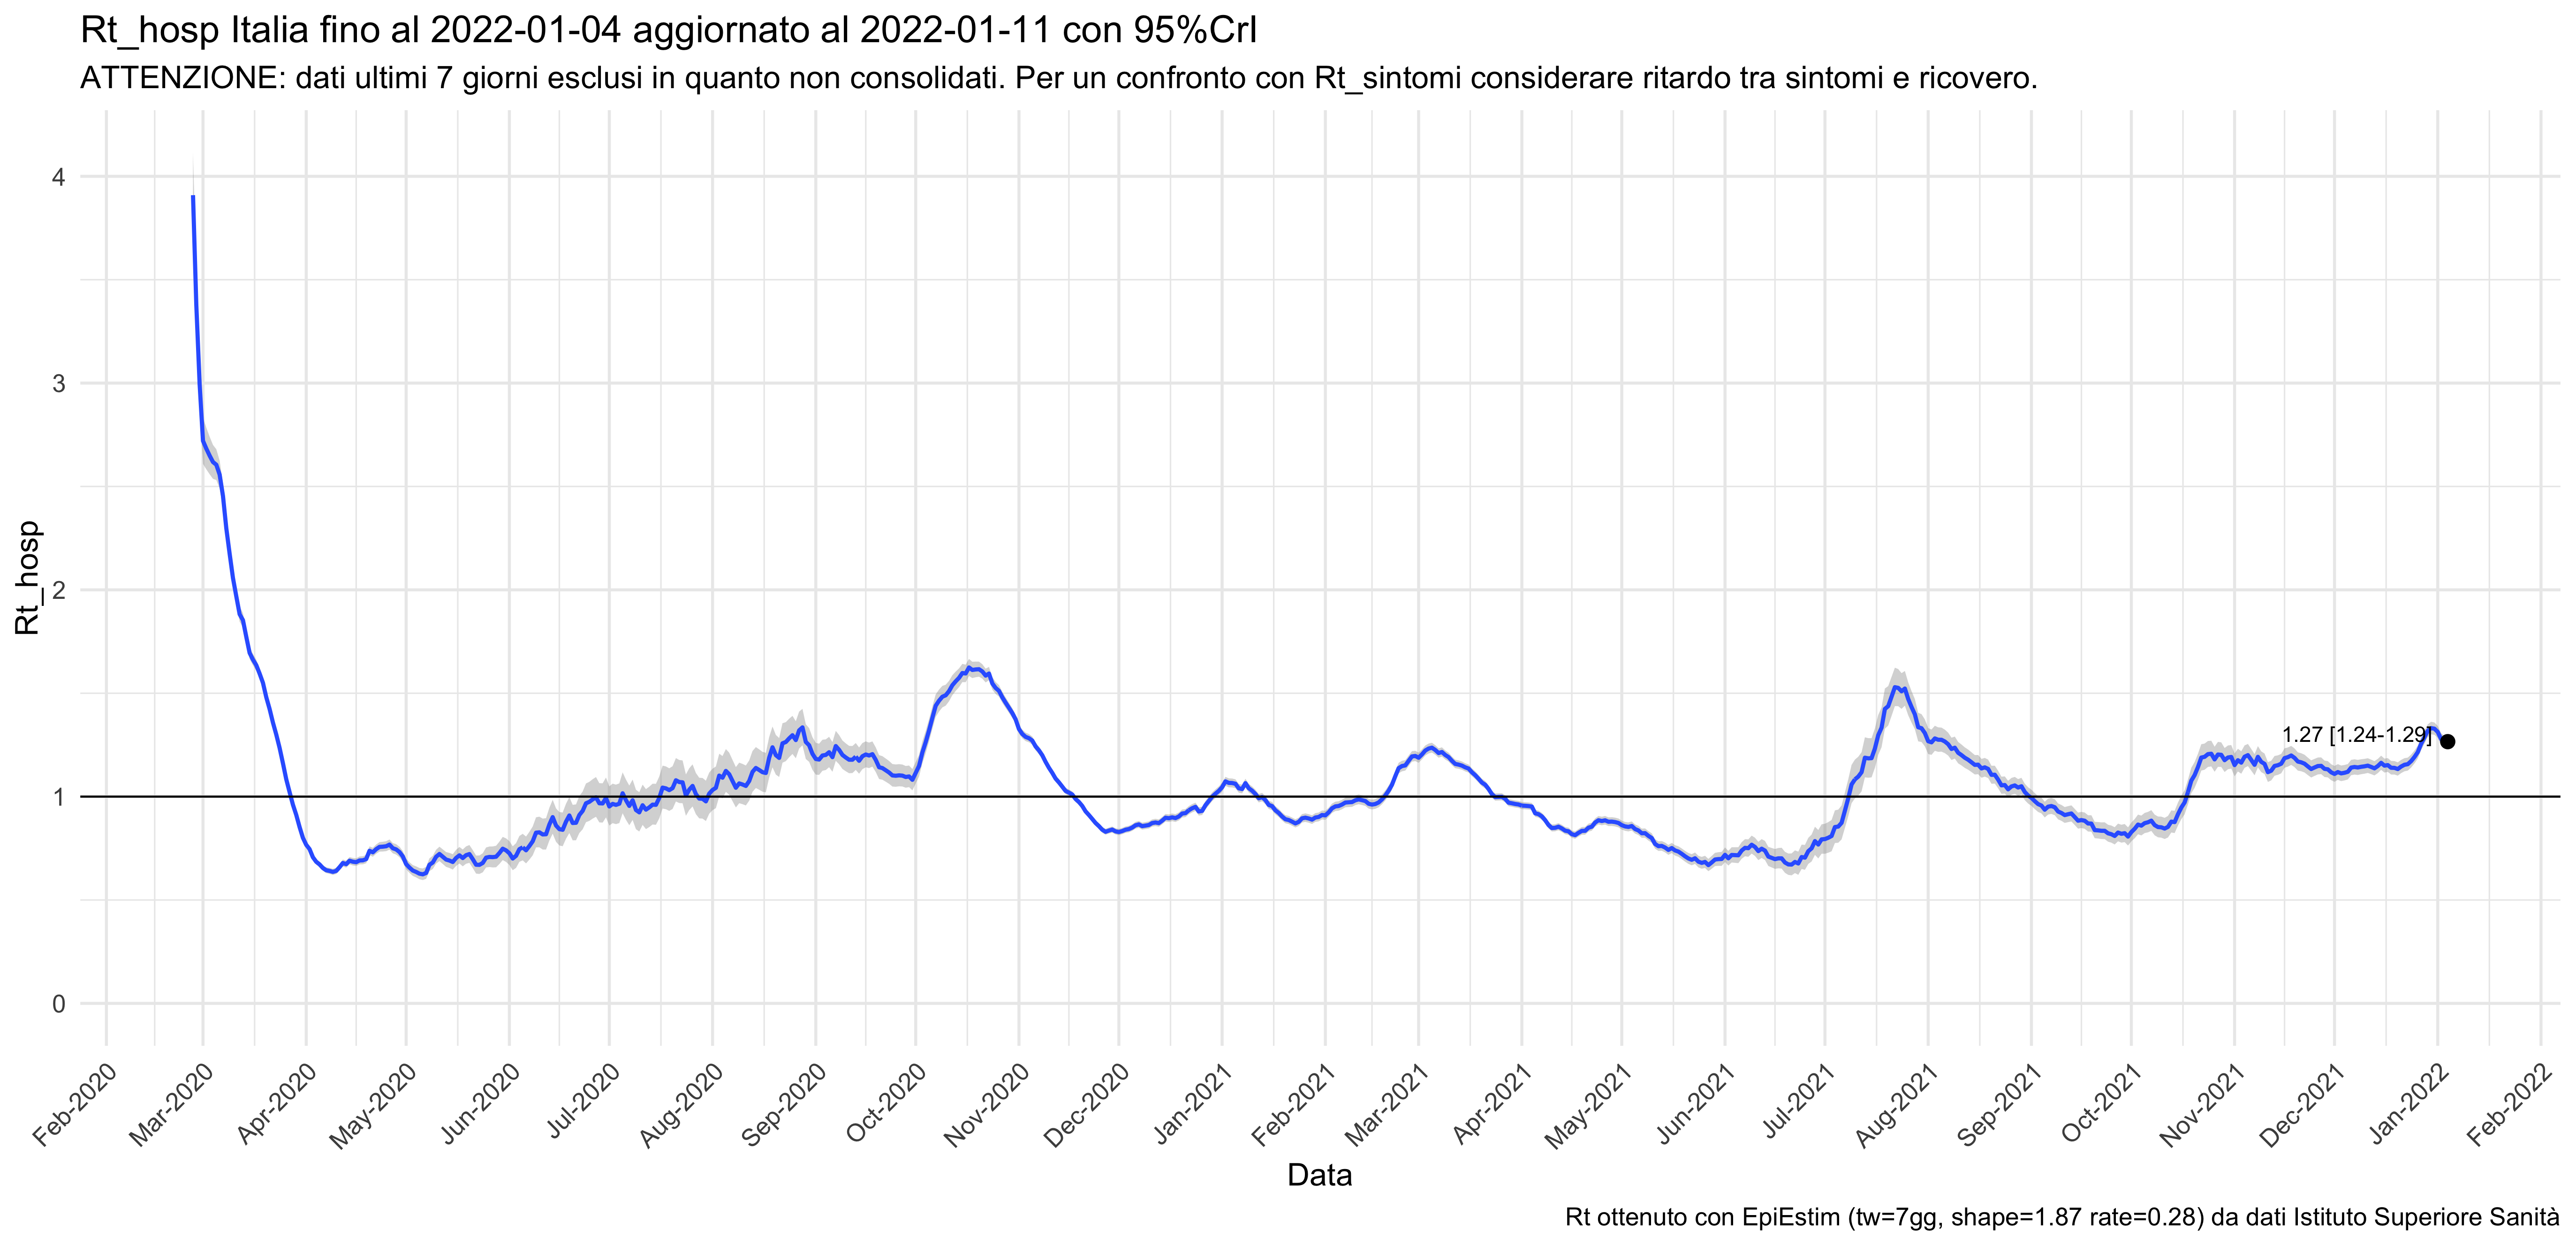 Rt_hosp Italia fino al 2022-01-04 aggiornato al 2022-01-11 con 95%CrI
ATTENZIONE: dati ultimi 7 giorni esclusi in quanto non consolidati. Per un confronto con Rt_sintomi considerare ritardo tra sintomi e ricovero.
4
3
2
1
0
Rt_hosp
1.27 [1.24-1.29]
Feb-2020
Mar-2020
Apr-2020
May-2020
Jun-2020
Jul-2020
Aug-2020
Sep-2020
Oct-2020
Nov-2020
Dec-2020
Jan-2021
Feb-2021
Mar-2021
Apr-2021
May-2021
Jun-2021
Jul-2021
Aug-2021
Sep-2021
Oct-2021
Nov-2021
Dec-2021
Jan-2022
Feb-2022
Data
Rt ottenuto con EpiEstim (tw=7gg, shape=1.87 rate=0.28) da dati Istituto Superiore Sanità